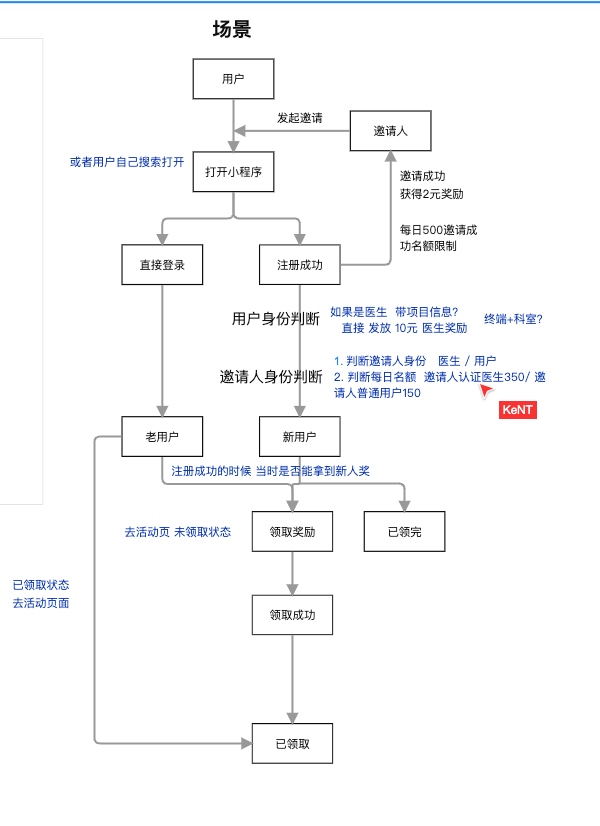 场景
用户
发起邀请
邀请人
或者用户自己搜索打开
打开小程序
邀请成功
获得2元奖励
每日500邀请成
功名额限制
直接登录
注册成功
用户身份判断
如果是医生 带项目信息?
直接 发放 10元 医生奖励
终端+科室?
邀请人身份判断
1. 判断邀请人身份 医生 / 用户
2. 判断每日名额 邀请人认证医生350/ 邀
请人普通用户150
KeNT
老用户
新用户
注册成功的时候 当时是否能拿到新人奖
去活动页 未领取状态
领取奖励
已领完
已领取状态
去活动页面
领取成功
已领取